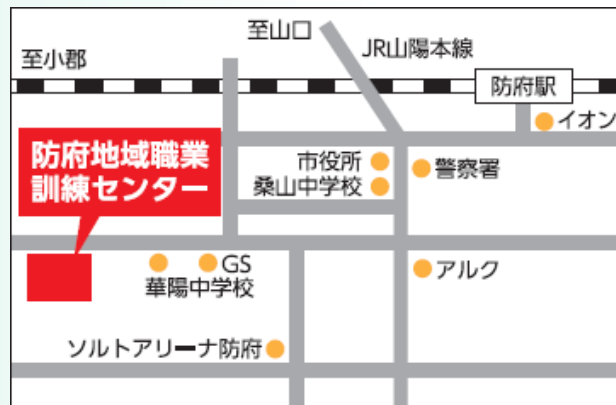 至山口
JR山陽本線
至小郡
防府駅
イオン
防府地域職業
訓練センター
市役所
警察署
桑山中学校
GS
アルク
華陽中学校
ソルトアリーナ防府